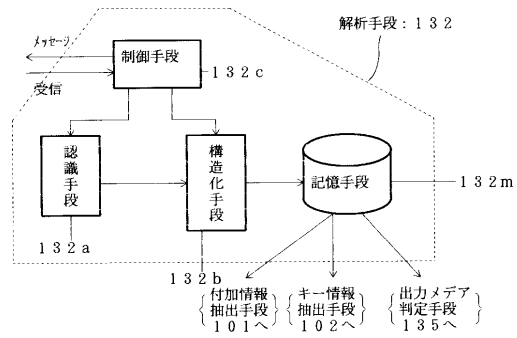 解析手段：１３２
メッセージ
制御手段
１３２ｃ
受信
認識手段
構造化手段
記憶手段
１３２ｍ
１３２ａ
１３２ｂ
付加情報
抽出手段
１０１へ
キー情報
抽出手段
１０２へ
出力メデア
判定手段
１３５へ